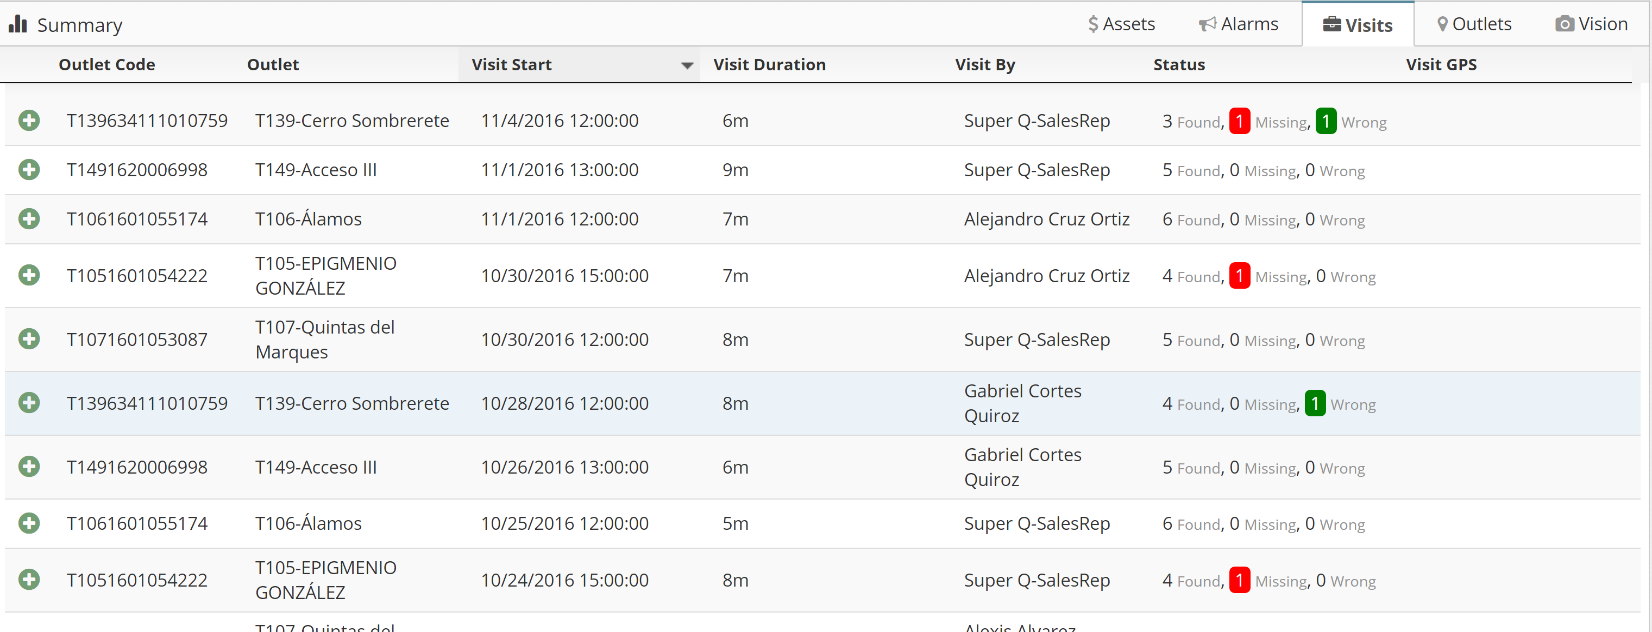 Summary
$ Assets
Alarms
Visits
Outlets
Vision
Outlet Code Outlet Visit Start Visit Duration Visit By Status Visit GPS
T139634111010759 T139-Cerro Sombrerete 11/4/2016 12:00:00 6m Super Q-SalesRep 3 Found, 1 Missing, 1 Wrong
T1491620006998 T149-Acceso III 11/1/2016 13:00:00 9m Super Q-SalesRep 5 Found, 0 Missing, 0 Wrong
T1061601055174 T106-Álamos 11/1/2016 12:00:00 7m Alejandro Cruz Ortiz 6 Found, 0 Missing, 0 Wrong
T1051601054222 T105-EPIGMENIO
GONZÁLEZ 10/30/2016 15:00:00 7m Alejandro Cruz Ortiz 4 Found, 1 Missing, 0 Wrong
T1071601053087 T107-Quintas del
Marques 10/30/2016 12:00:00 8m Super Q-SalesRep 5 Found, 0 Missing, 0 Wrong
T139634111010759 T139-Cerro Sombrerete 10/28/2016 12:00:00 8m Gabriel Cortes
Quiroz 4 Found, 0 Missing, 1 Wrong
T1491620006998 T149-Acceso III 10/26/2016 13:00:00 6m Gabriel Cortes
Quiroz 5 Found, 0 Missing, 0 Wrong
T1061601055174 T106-Álamos 10/25/2016 12:00:00 5m Super Q-SalesRep 6 Found, 0 Missing, 0 Wrong
T1051601054222 T105-EPIGMENIO
GONZÁLEZ 10/24/2016 15:00:00 8m Super Q-SalesRep 4 Found, 1 Missing, 0 Wrong
T107-Quintas del Alexis Alvarez